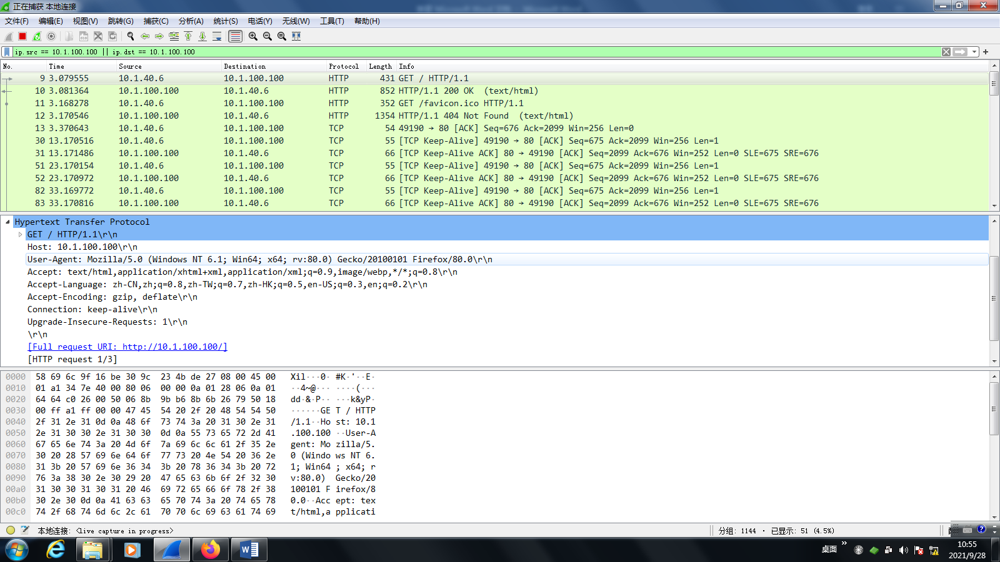 正在捕获 本地连接
文件(F) 编辑(E) 视图(V) 跳转(G) 捕获(C) 分析(A) 统计(S) 电话(Y) 无线(W) 工具(T) 帮助(H)
ip.src == 10.1.100.100 || ip.dst == 10.1.100.100
No. Time Source Destination Protocol Length Info
9 3.079555 10.1.40.6 10.1.100.100 HTTP 431 GET / HTTP/1.1
10 3.081364 10.1.100.100 10.1.40.6 HTTP 852 HTTP/1.1 200 OK  (text/html)
11 3.168278 10.1.40.6 10.1.100.100 HTTP 352 GET /favicon.ico HTTP/1.1
12 3.170546 10.1.100.100 10.1.40.6 HTTP 1354 HTTP/1.1 404 Not Found  (text/html)
13 3.370643 10.1.40.6 10.1.100.100 TCP 54 49190 → 80 [ACK] Seq=676 Ack=2099 Win=256 Len=0
30 13.170516 10.1.40.6 10.1.100.100 TCP 55 [TCP Keep-Alive] 49190 → 80 [ACK] Seq=675 Ack=2099 Win=256 Len=1
31 13.171486 10.1.100.100 10.1.40.6 TCP 66 [TCP Keep-Alive ACK] 80 → 49190 [ACK] Seq=2099 Ack=676 Win=252 Len=0 SLE=675 SRE=676
51 23.170154 10.1.40.6 10.1.100.100 TCP 55 [TCP Keep-Alive] 49190 → 80 [ACK] Seq=675 Ack=2099 Win=256 Len=1
52 23.170972 10.1.100.100 10.1.40.6 TCP 66 [TCP Keep-Alive ACK] 80 → 49190 [ACK] Seq=2099 Ack=676 Win=252 Len=0 SLE=675 SRE=676
82 33.169772 10.1.40.6 10.1.100.100 TCP 55 [TCP Keep-Alive] 49190 → 80 [ACK] Seq=675 Ack=2099 Win=256 Len=1
83 33.170816 10.1.100.100 10.1.40.6 TCP 66 [TCP Keep-Alive ACK] 80 → 49190 [ACK] Seq=2099 Ack=676 Win=252 Len=0 SLE=675 SRE=676
Hypertext Transfer Protocol
GET / HTTP/1.1\r\n
Host: 10.1.100.100\r\n
User-Agent: Mozilla/5.0 (Windows NT 6.1; Win64; x64; rv:80.0) Gecko/20100101 Firefox/80.0\r\n
Accept: text/html,application/xhtml+xml,application/xml;q=0.9,image/webp,*/*;q=0.8\r\n
Accept-Language: zh-CN,zh;q=0.8,zh-TW;q=0.7,zh-HK;q=0.5,en-US;q=0.3,en;q=0.2\r\n
Accept-Encoding: gzip, deflate\r\n
Connection: keep-alive\r\n
Upgrade-Insecure-Requests: 1\r\n
\r\n
[Full request URI: http://10.1.100.100/]
[HTTP request 1/3]
0000 58 69 6c 9f 16 be 30 9c 23 4b de 27 08 00 45 00 Xil···0· #K·'··E·
0010 01 a1 34 7e 40 00 80 06 00 00 0a 01 28 06 0a 01 ··4~@··· ····(···
0020 64 64 c0 26 00 50 06 8b 9b b6 8b 6b 26 79 50 18 dd·&·P·· ···k&yP·
0030 00 ff a1 ff 00 00 47 45 54 20 2f 20 48 54 54 50 ······GE T / HTTP
0040 2f 31 2e 31 0d 0a 48 6f 73 74 3a 20 31 30 2e 31 /1.1··Ho st: 10.1
0050 2e 31 30 30 2e 31 30 30 0d 0a 55 73 65 72 2d 41 .100.100 ··User-A
0060 67 65 6e 74 3a 20 4d 6f 7a 69 6c 6c 61 2f 35 2e gent: Mo zilla/5.
0070 30 20 28 57 69 6e 64 6f 77 73 20 4e 54 20 36 2e 0 (Windo ws NT 6.
0080 31 3b 20 57 69 6e 36 34 3b 20 78 36 34 3b 20 72 1; Win64 ; x64; r
0090 76 3a 38 30 2e 30 29 20 47 65 63 6b 6f 2f 32 30 v:80.0)  Gecko/20
00a0 31 30 30 31 30 31 20 46 69 72 65 66 6f 78 2f 38 100101 F irefox/8
00b0 30 2e 30 0d 0a 41 63 63 65 70 74 3a 20 74 65 78 0.0··Acc ept: tex
00c0 74 2f 68 74 6d 6c 2c 61 70 70 6c 69 63 61 74 69 t/html,a pplicati
本地连接: <live capture in progress>
分组: 1144 · 已显示: 51 (4.5%)
桌面
10:55
2021/9/28